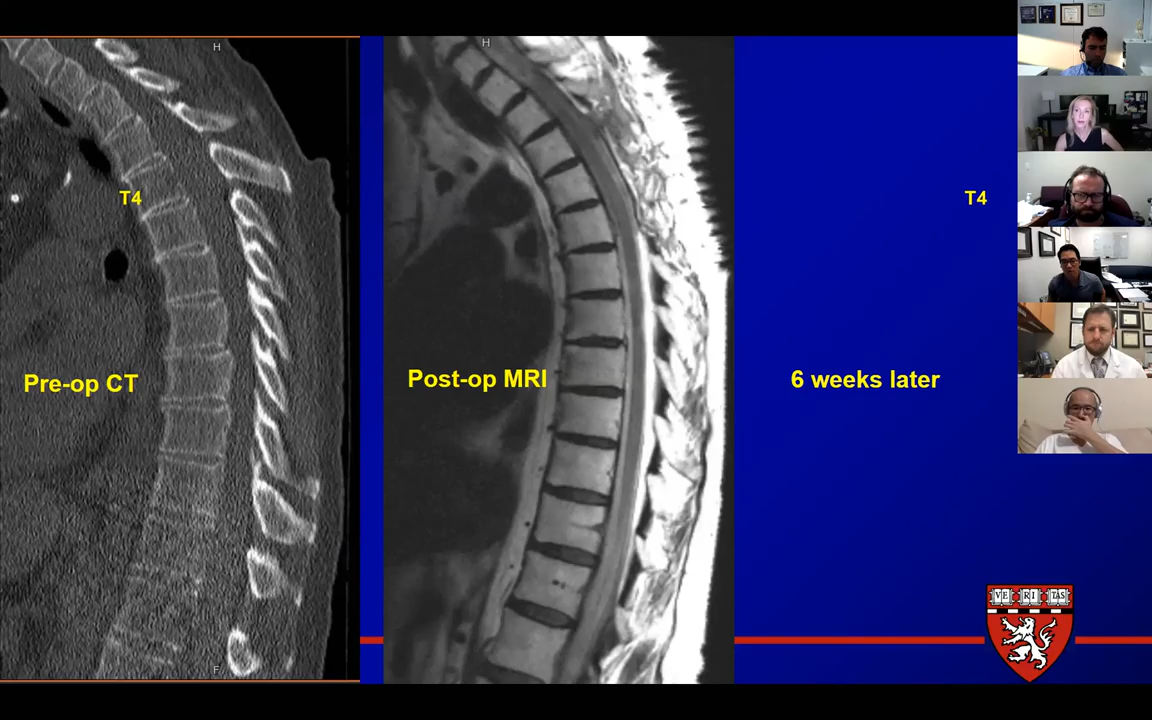 H
H
T4
T4
Pre-op CT
Post-op MRI
6 weeks later
VE RI TAS
F